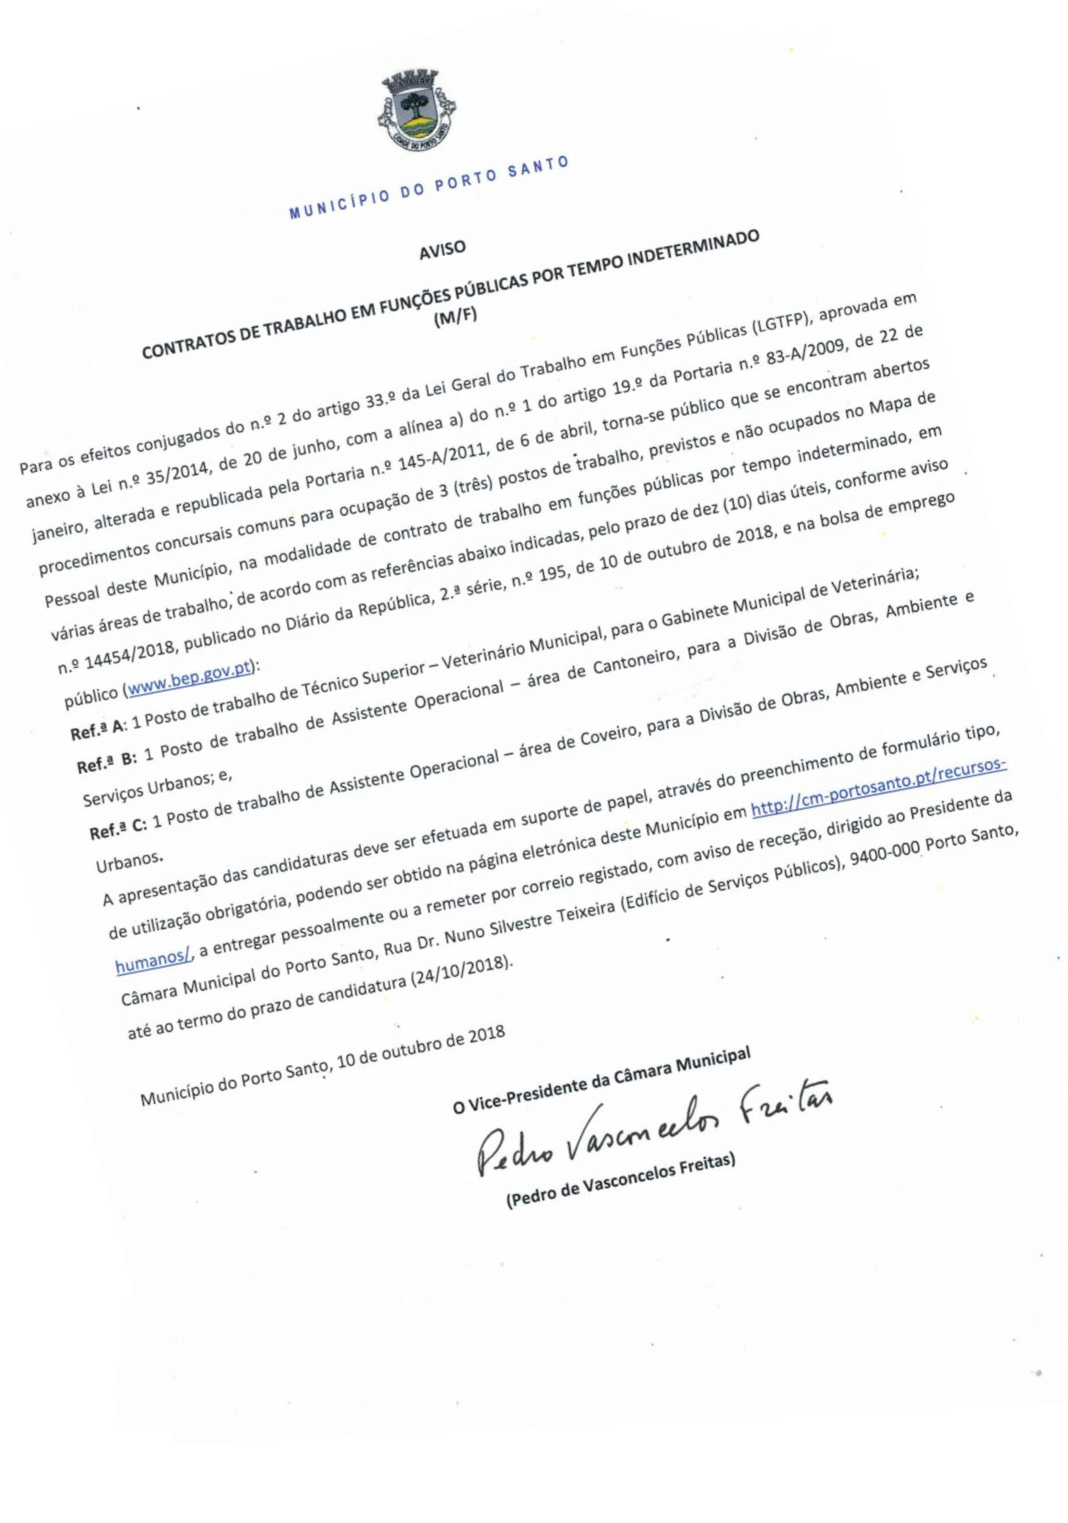 CIDADE DO PORTO SANTO
MUNICÍPIO DO PORTO SANTO
AVISO
CONTRATOS DE TRABALHO EM FUNÇÕES PÚBLICAS POR TEMPO INDETERMINADO
(M/F)
Para os efeitos conjugados do n.º 2 do artigo 33.º da Lei Geral do Trabalho em Funções Públicas (LGTFP), aprovada em
anexo à Lei n.º 35/2014, de 20 de junho, com a alínea a) do n.º 1 do artigo 19.º da Portaria n.º 83-A/2009, de 22 de
janeiro, alterada e republicada pela Portaria n.º 145-A/2011, de 6 de abril, torna-se público que se encontram abertos
procedimentos concursais comuns para ocupação de 3 (três) postos de trabalho, previstos e não ocupados no Mapa de
Pessoal deste Município, na modalidade de contrato de trabalho em funções públicas por tempo indeterminado, em
várias áreas de trabalho, de acordo com as referências abaixo indicadas, pelo prazo de dez (10) dias úteis, conforme aviso
n.º 14454/2018, publicado no Diário da República, 2.ª série, n.º 195, de 10 de outubro de 2018, e na bolsa de emprego
público (www.bep.gov.pt):
Ref.ª A: 1 Posto de trabalho de Técnico Superior – Veterinário Municipal, para o Gabinete Municipal de Veterinária;
Ref.ª B: 1 Posto de trabalho de Assistente Operacional – área de Cantoneiro, para a Divisão de Obras, Ambiente e
Serviços Urbanos; e,
Ref.ª C: 1 Posto de trabalho de Assistente Operacional – área de Coveiro, para a Divisão de Obras, Ambiente e Serviços
Urbanos.
A apresentação das candidaturas deve ser efetuada em suporte de papel, através do preenchimento de formulário tipo,
de utilização obrigatória, podendo ser obtido na página eletrónica deste Município em http://cm-portosanto.pt/recursos-
humanos/, a entregar pessoalmente ou a remeter por correio registado, com aviso de receção, dirigido ao Presidente da
Câmara Municipal do Porto Santo, Rua Dr. Nuno Silvestre Teixeira (Edifício de Serviços Públicos), 9400-000 Porto Santo,
até ao termo do prazo de candidatura (24/10/2018).
Município do Porto Santo, 10 de outubro de 2018
O Vice-Presidente da Câmara Municipal
Pedro Vasconcelos Freitas
(Pedro de Vasconcelos Freitas)